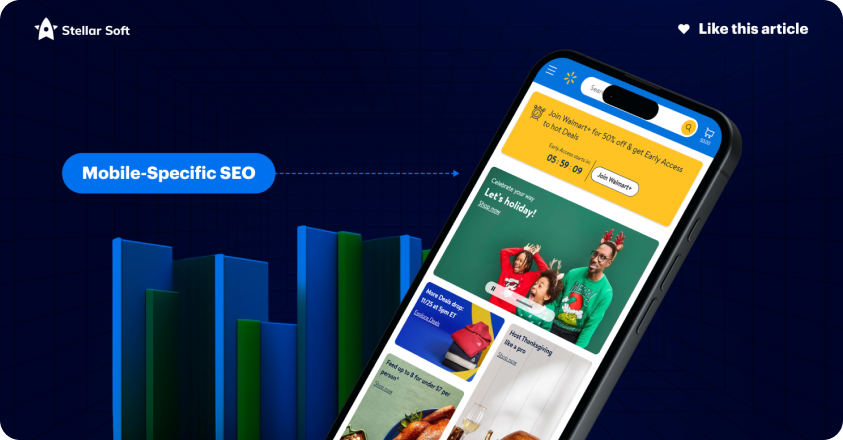 Stellar Soft
Like this article
Mobile-Specific SEO
Join Walmart+ for 50% off & get Early Access
to hot Deals
Early Access starts in:
05:59:09
Join Walmart+
Celebrate your way
Let's holiday!
Shop now
More Deals drop:
11/25 at 5pm ET
Explore Deals
Host Thanksgiving
like a pro
Shop now
Feed up to 8 for under $7 per
person*
Shop now